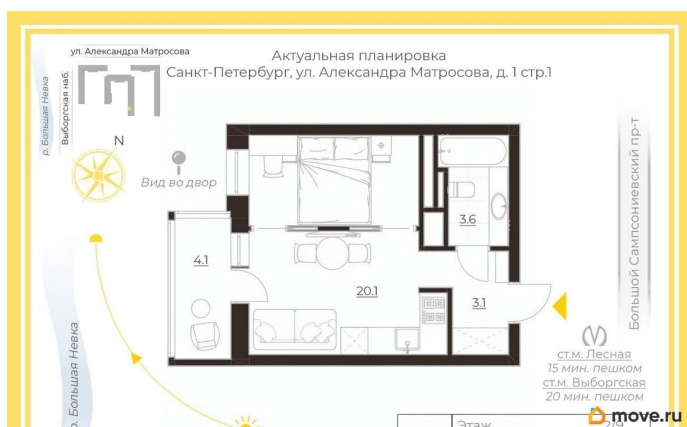 ул. Александра Матросова
Актуальная планировка
Санкт-Петербург, ул. Александра Матросова, д. 1 стр.1
р. Большая Невка
Выборгская наб.
N
Вид во двор
4.1
20.1
3.6
3.1
Большой Сампсониевский пр-т
ст.м. Лесная
15 мин. пешком
ст.м. Выборгская
20 мин. пешком
р. Большая Невка
Этаж
move.ru